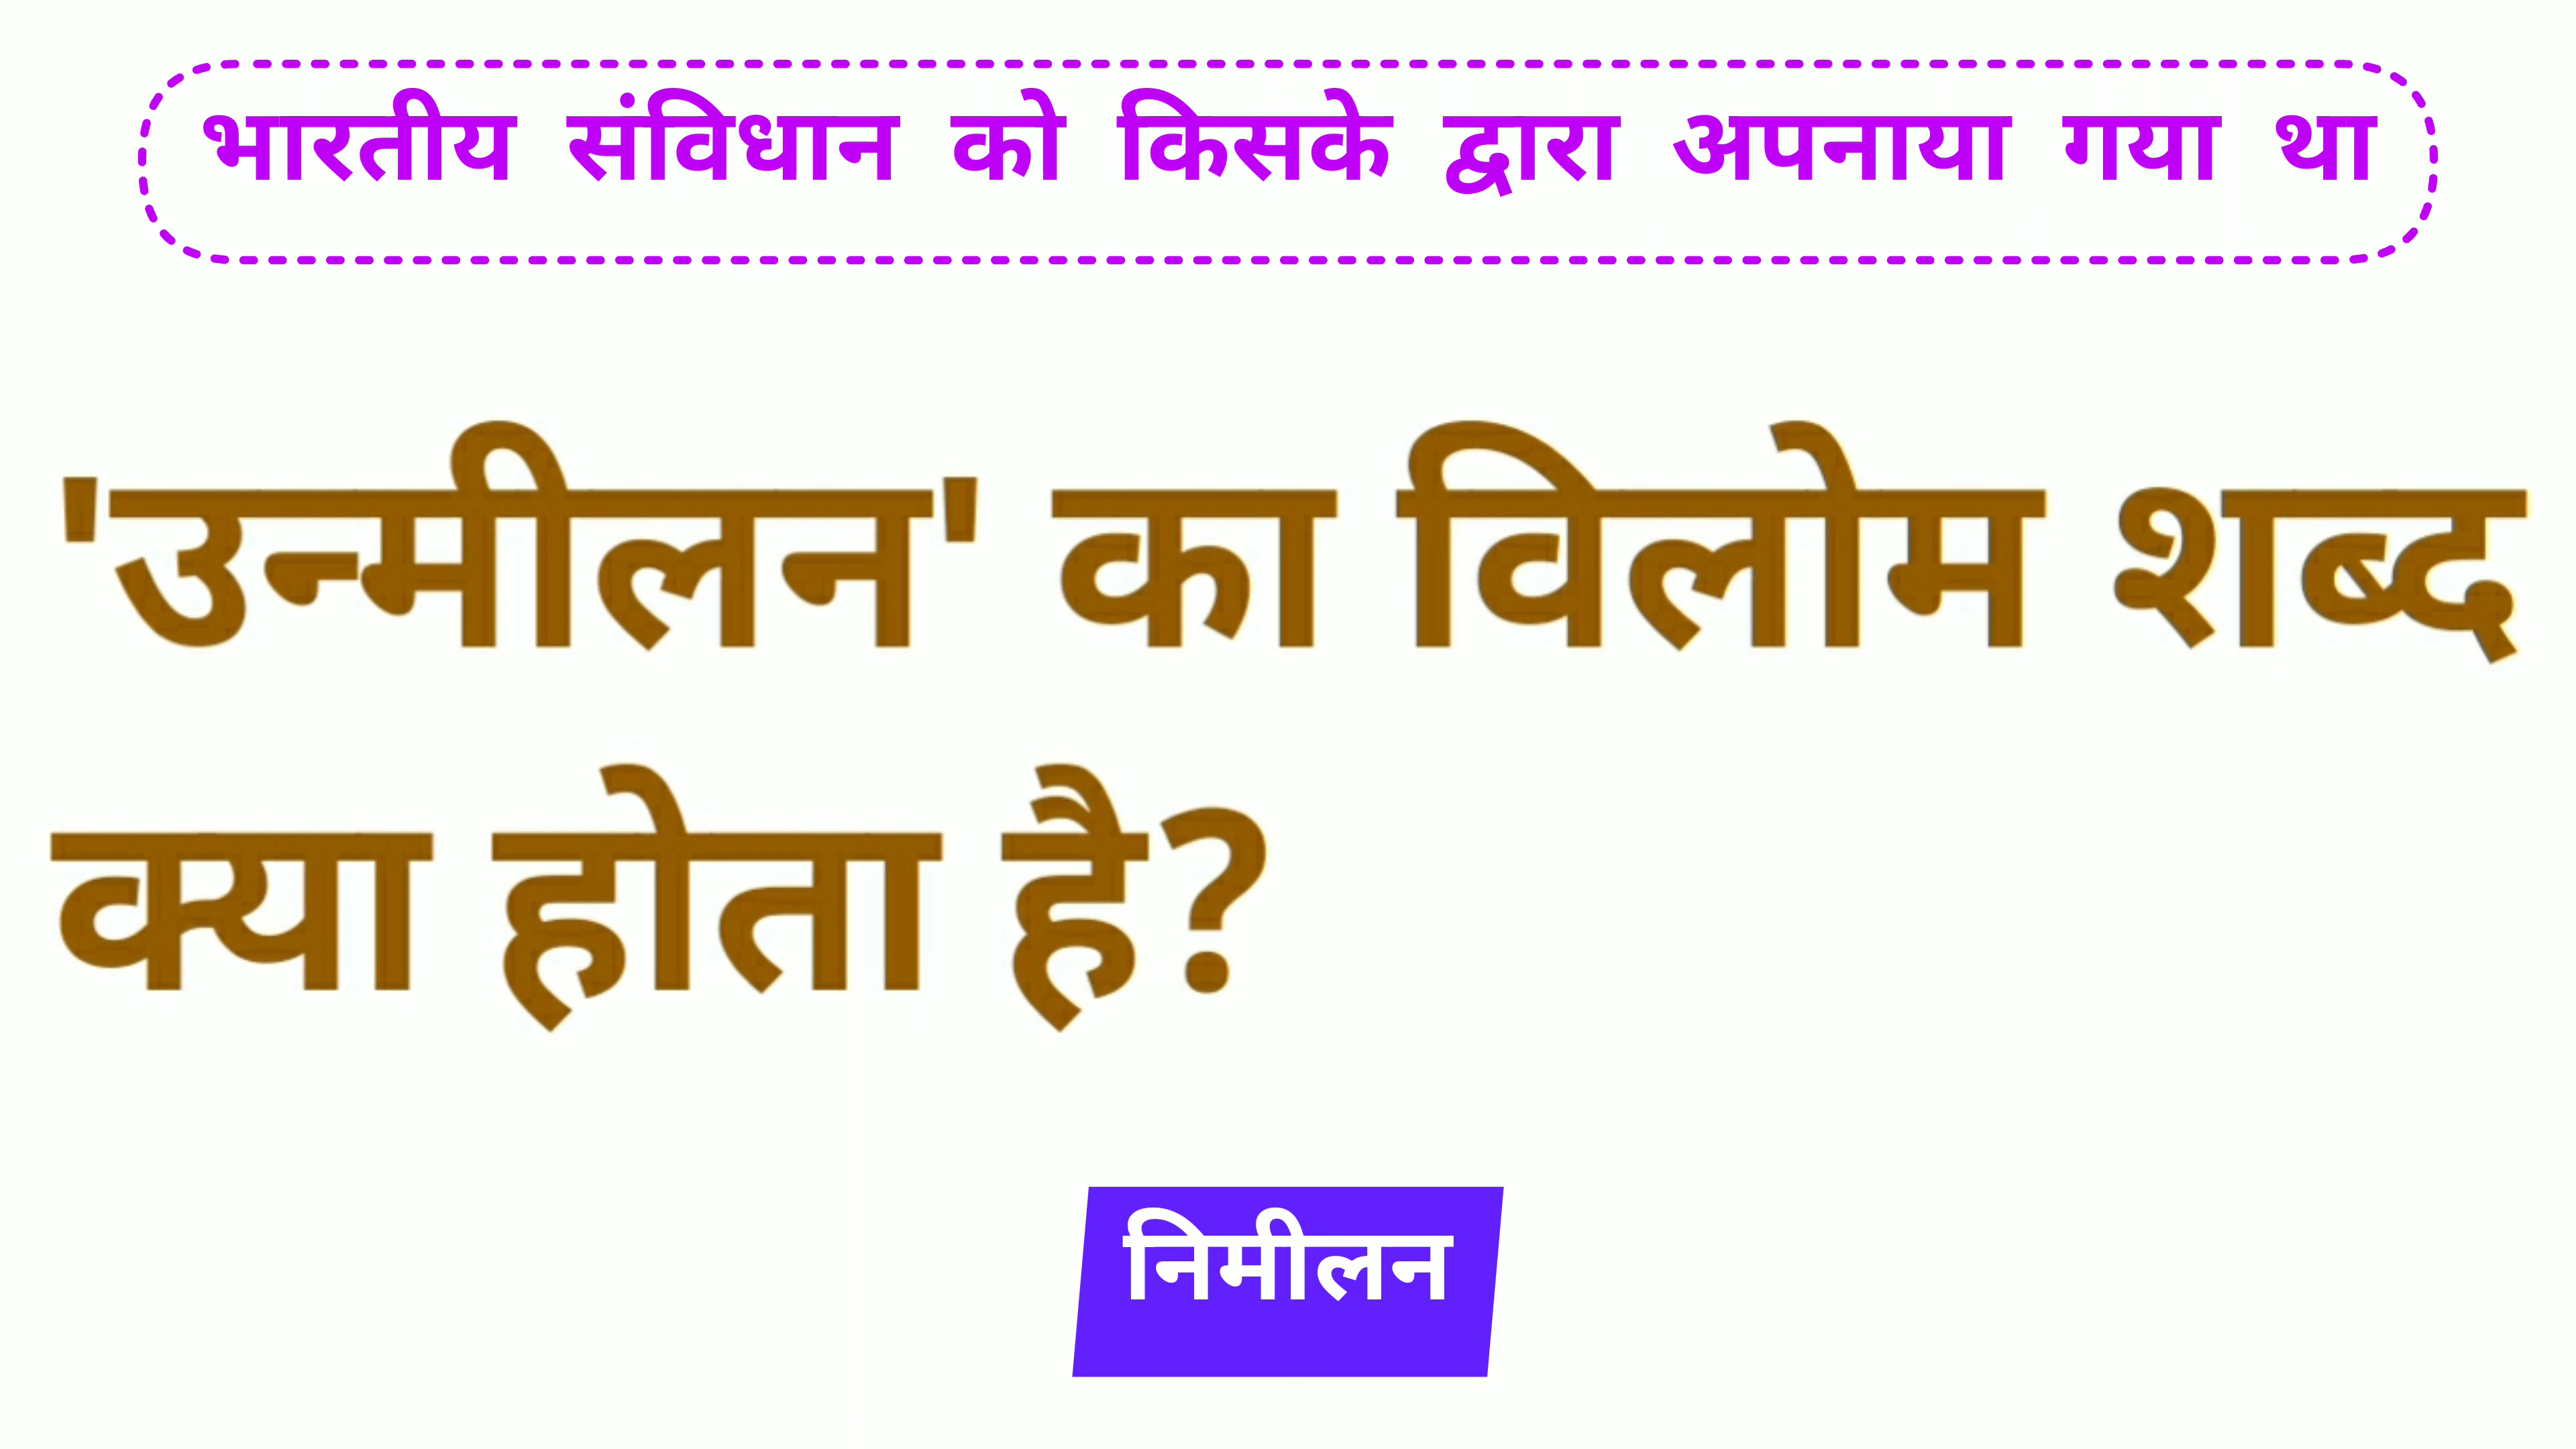 भारतीय संविधान को किसके द्वारा अपनाया गया था
'उन्मीलन' का विलोम शब्द
क्या होता है?
निमीलन